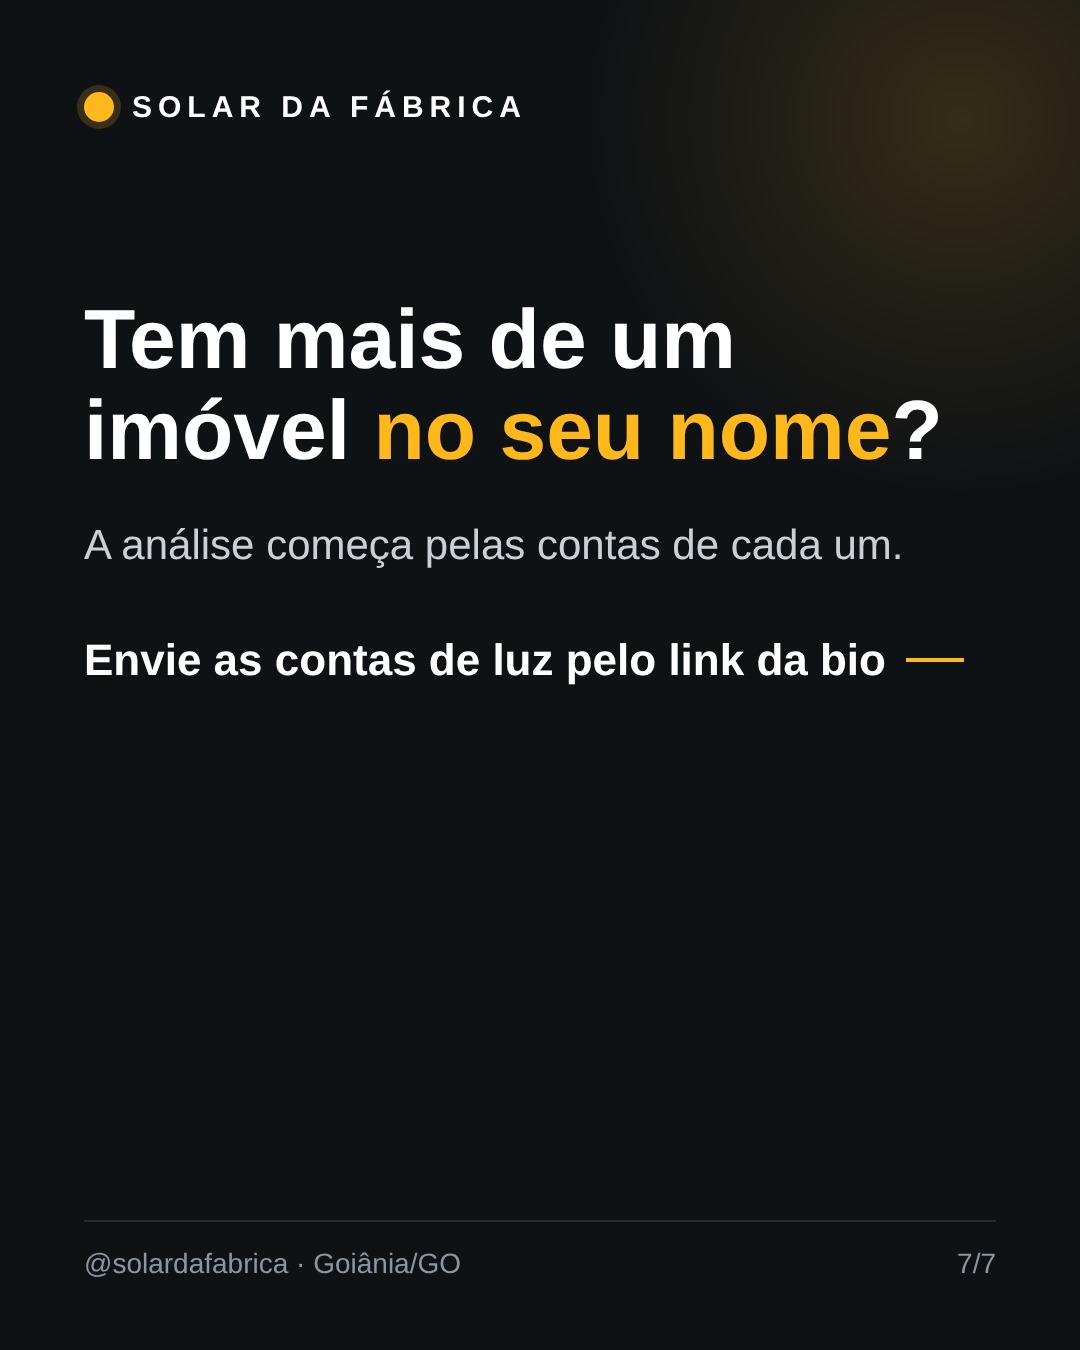 SOLAR DA FÁBRICA
Tem mais de um
imóvel no seu nome?
A análise começa pelas contas de cada um.
Envie as contas de luz pelo link da bio
@solardafabrica · Goiânia/GO
7/7